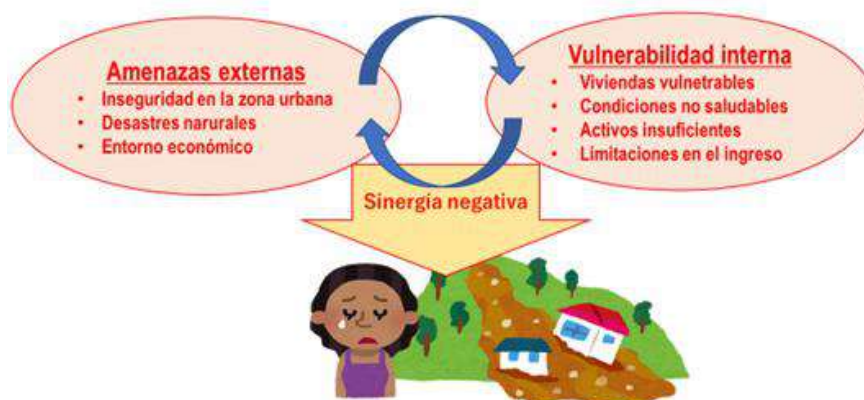 Amenazas externas
• Inseguridad en la zona urbana
• Desastres narurales
• Entorno económico
Vulnerabilidad interna
• Viviendas vulnetrables
• Condiciones no saludables
• Activos insuficientes
• Limitaciones en el ingreso
Sinergia negativa